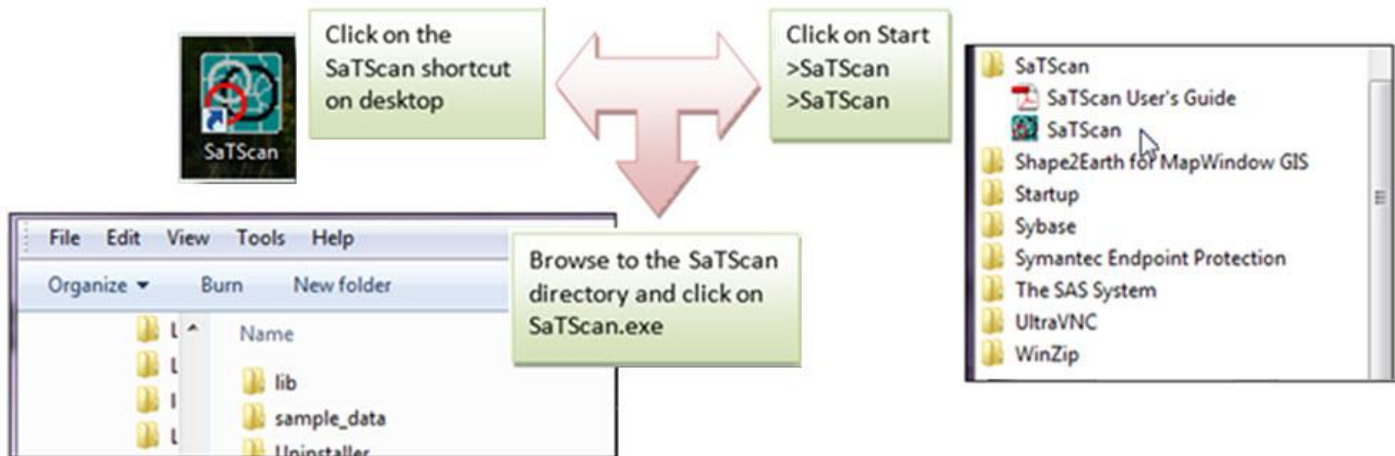 SaTScan
Click on the
SaTScan shortcut
on desktop
Click on Start
>SaTScan
>SaTScan
SaTScan
SaTScan User's Guide
SaTScan
Shape2Earth for MapWindow GIS
Startup
Sybase
Symantec Endpoint Protection
The SAS System
UltraVNC
WinZip
File Edit View Tools Help
Organize Burn New folder
Name
lib
sample_data
Uninstaller
Browse to the SaTScan
directory and click on
SaTScan.exe